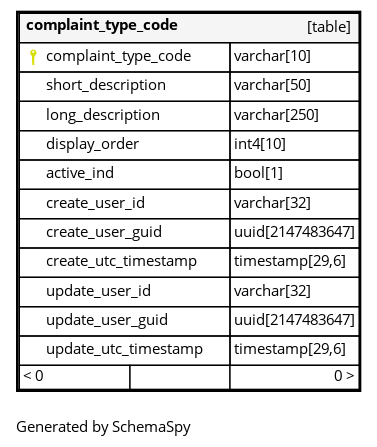 complaint_type_code [table]
complaint_type_code varchar[10]
short_description varchar[50]
long_description varchar[250]
display_order int4[10]
active_ind bool[1]
create_user_id varchar[32]
create_user_guid uuid[2147483647]
create_utc_timestamp timestamp[29,6]
update_user_id varchar[32]
update_user_guid uuid[2147483647]
update_utc_timestamp timestamp[29,6]
< 0 0 >
Generated by SchemaSpy